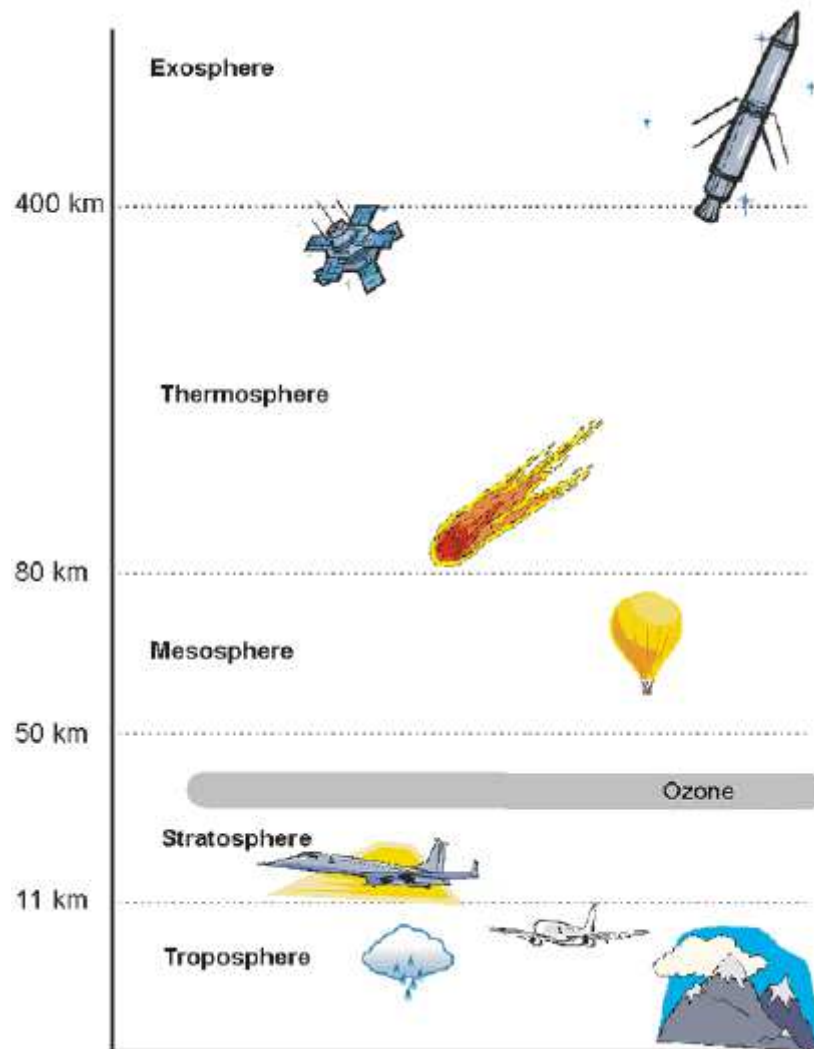 Exosphere
400 km
Thermosphere
80 km
Mesosphere
50 km
Ozone
Stratosphere
11 km
Troposphere